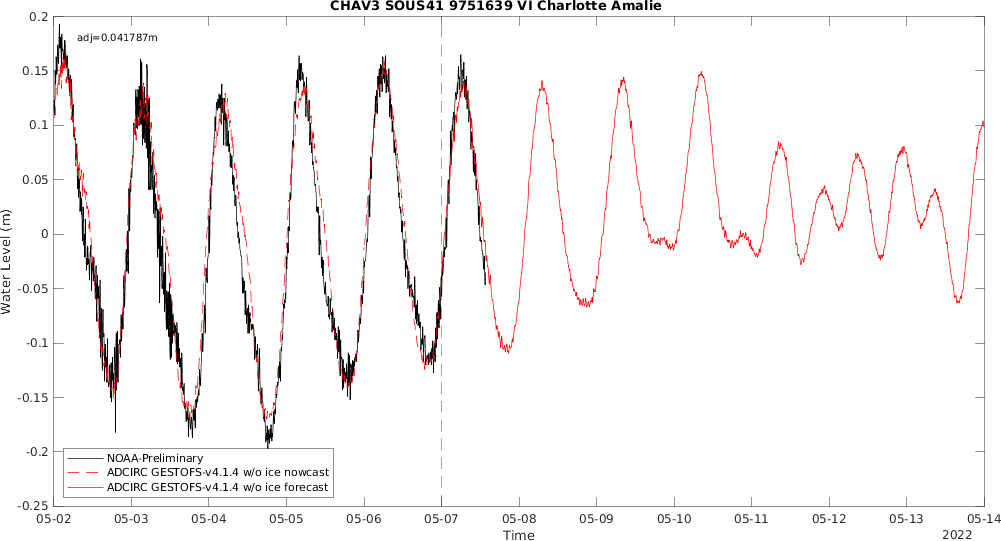 CHAV3 SOUS41 9751639 VI Charlotte Amalie
adj=0.041787m
0.2
0.15
0.1
0.05
0
-0.05
-0.1
-0.15
-0.2
-0.25
Water Level (m)
NOAA-Preliminary
ADCIRC GESTOFS-v4.1.4 w/o ice nowcast
ADCIRC GESTOFS-v4.1.4 w/o ice forecast
05-02 05-03 05-04 05-05 05-06 05-07 05-08 05-09 05-10 05-11 05-12 05-13 05-14
Time
2022